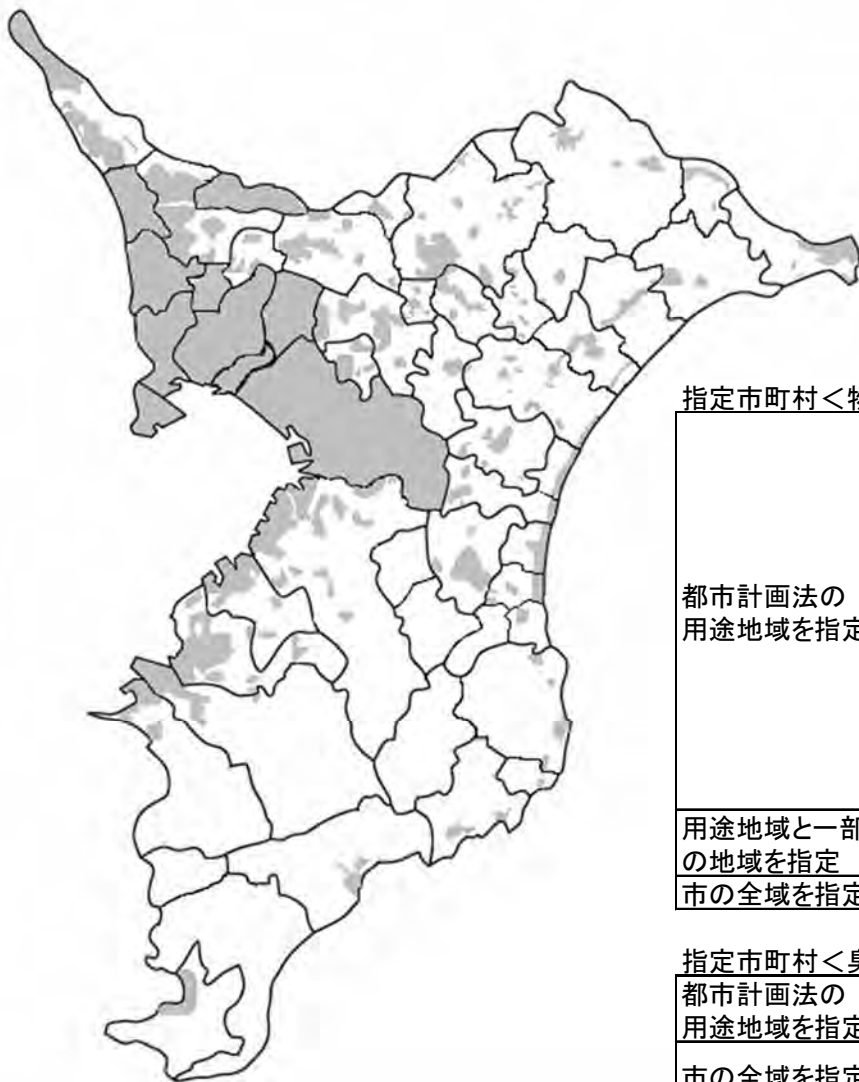 指定市町村＜
都市計画法の
用途地域を指定
用途地域と一部
の地域を指定
市の全域を指定
指定市町村＜
都市計画法の
用途地域を指定
市の全域を指定